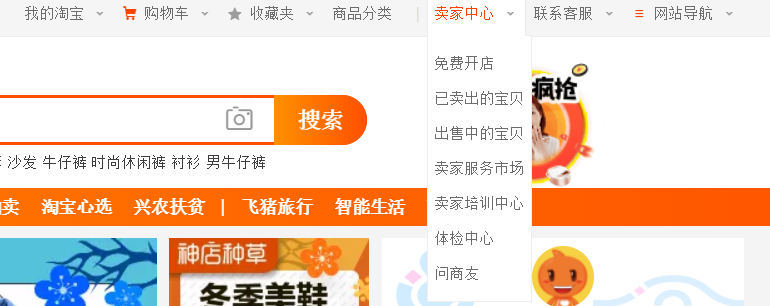 我的淘宝 购物车 收藏夹 商品分类 | 卖家中心 联系客服 网站导航
免费开店
已卖出的宝贝
疯抢
出售中的宝贝
搜索
沙发 牛仔裤 时尚休闲裤 衬衫 男牛仔裤
卖家服务市场
卖 淘宝心选 兴农扶贫 | 飞猪旅行 智能生活
卖家培训中心
体检中心
神店种草
问商友
冬季美鞋